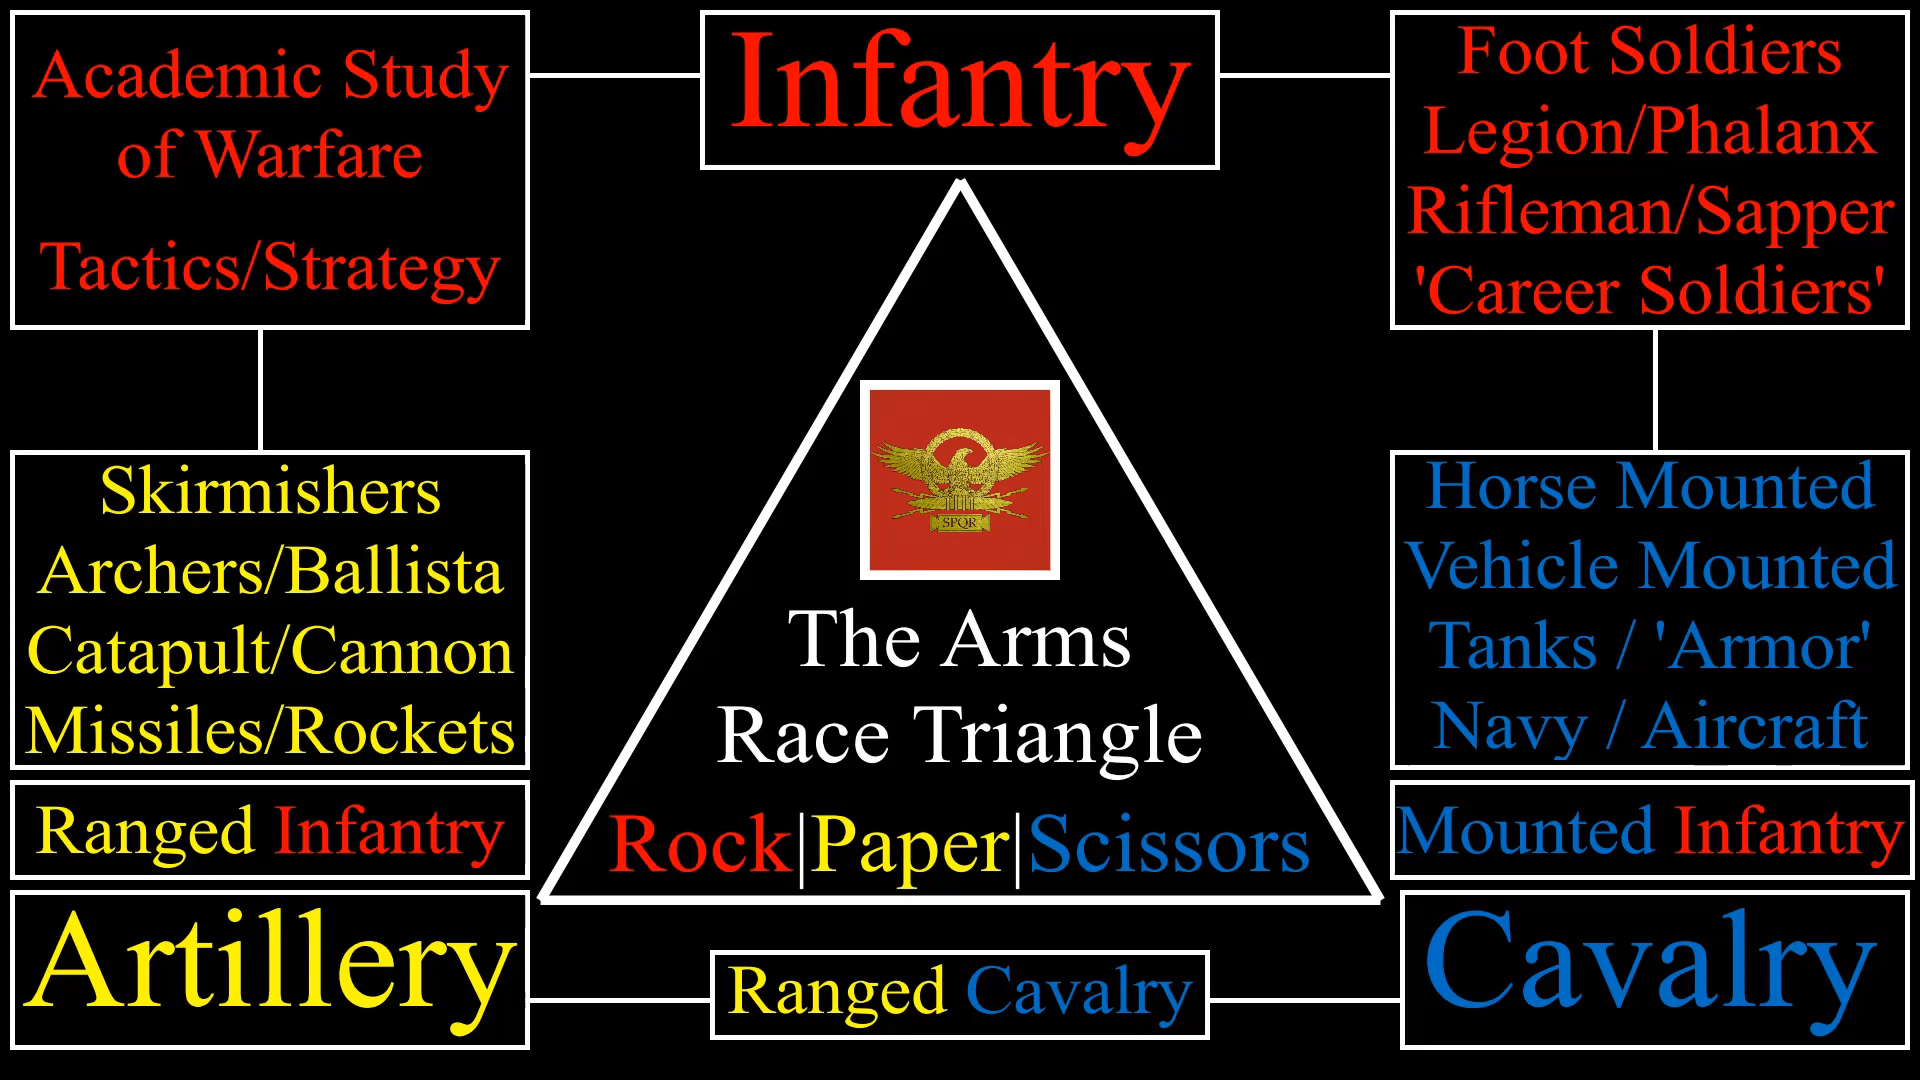 Academic Study
of Warfare
Tactics/Strategy
Infantry
Foot Soldiers
Legion/Phalanx
Rifleman/Sapper
'Career Soldiers'
SPQR
The Arms
Race Triangle
Rock|Paper|Scissors
Skirmishers
Archers/Ballista
Catapult/Cannon
Missiles/Rockets
Ranged Infantry
Artillery
Horse Mounted
Vehicle Mounted
Tanks / 'Armor'
Navy / Aircraft
Mounted Infantry
Cavalry
Ranged Cavalry